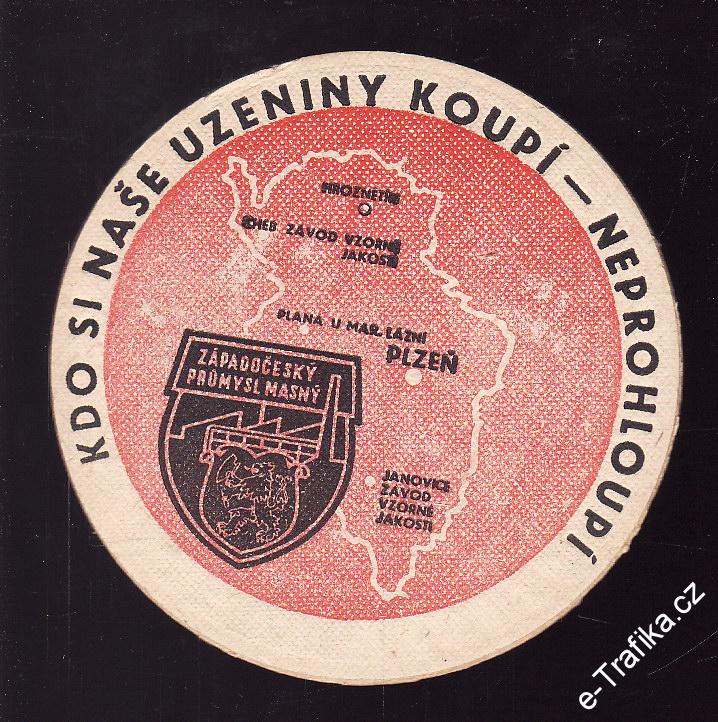 KDO SI NAŠE UZENINY KOUPÍ — NEPROHLOUPÍ
HROZNĚTÍN
CHEB ZÁVOD VZORNÉ
JAKOSTI
PLANÁ U MAR. LÁZNÍ
PLZEŇ
ZÁPADOČESKÝ
PRŮMYSL MASNÝ
JANOVICE
ZÁVOD
VZORNÉ
JAKOSTI
e-Trafika.cz